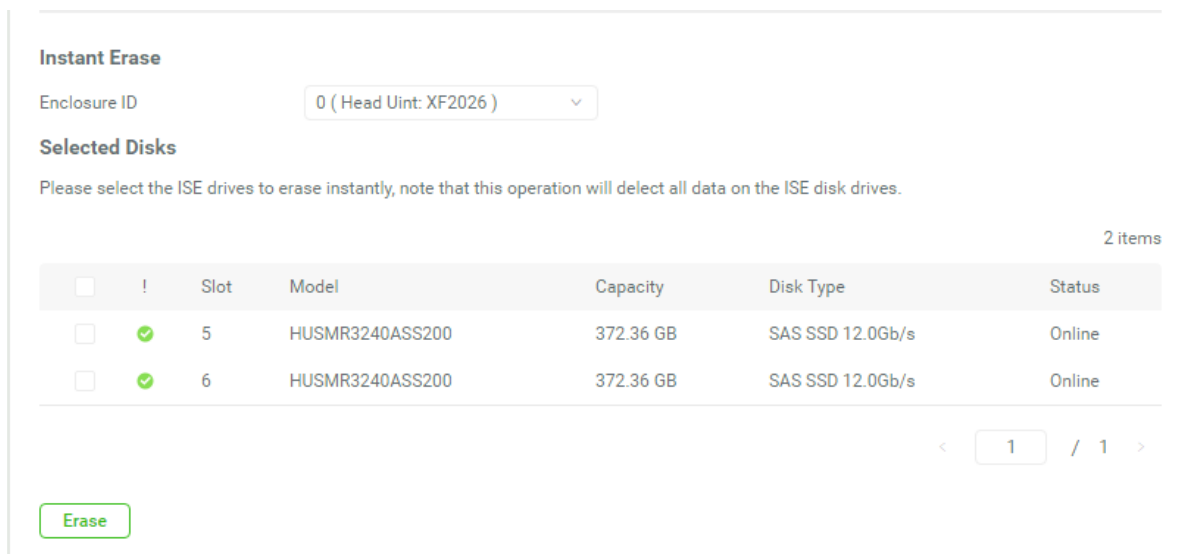 Instant Erase
Enclosure ID 0 ( Head Uint: XF2026 )
Selected Disks
Please select the ISE drives to erase instantly, note that this operation will delect all data on the ISE disk drives.
2 items
! Slot Model Capacity Disk Type Status
5 HUSMR3240ASS200 372.36 GB SAS SSD 12.0Gb/s Online
6 HUSMR3240ASS200 372.36 GB SAS SSD 12.0Gb/s Online
< 1 / 1 >
Erase